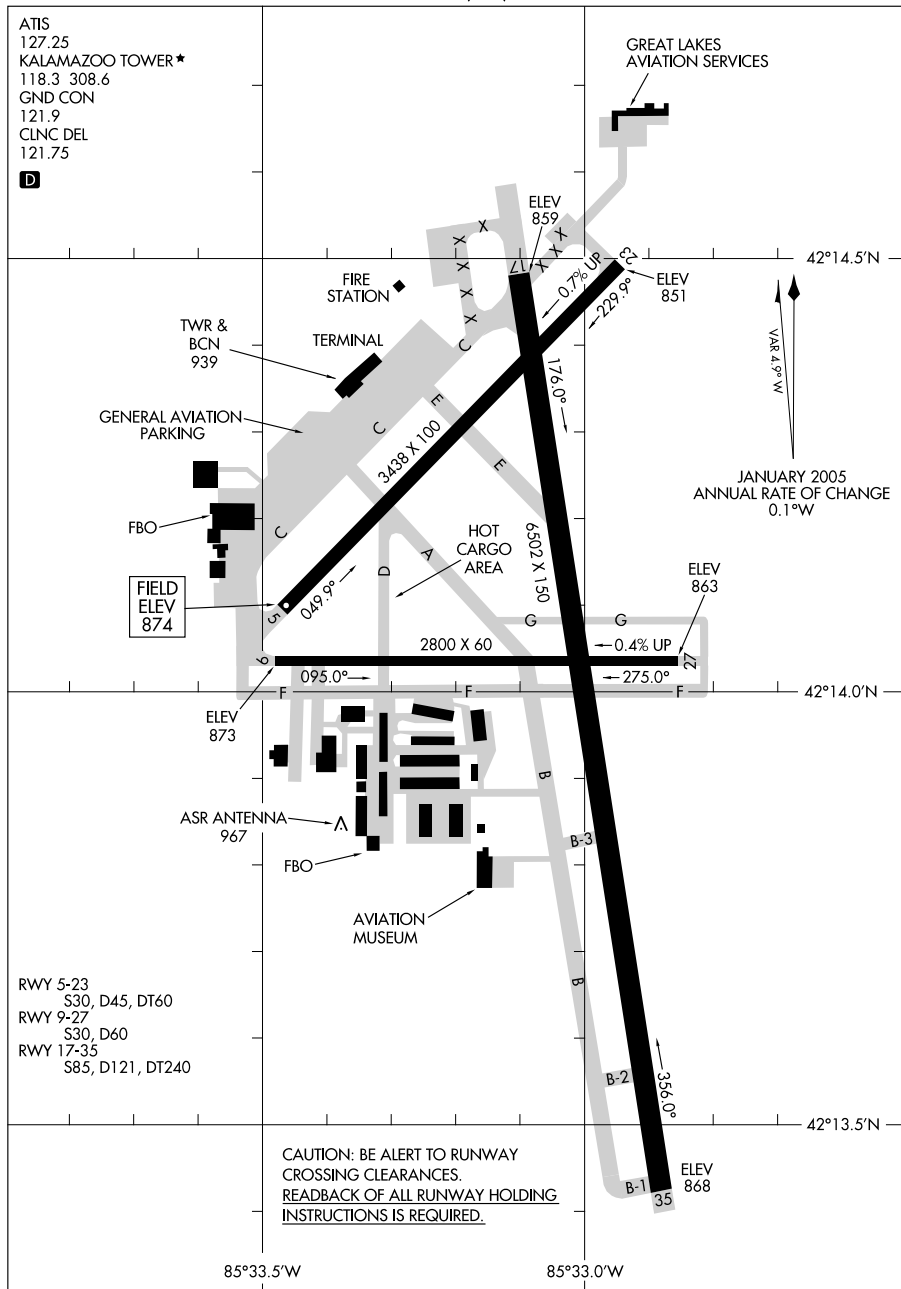 ATIS
127.25
KALAMAZOO TOWER★
118.3 308.6
GND CON
121.9
CLNC DEL
121.75
D
GREAT LAKES
AVIATION SERVICES
ELEV
859
17
X
X
X
X
X
X
X
X
23
ELEV
851
42°14.5'N
0.7% UP
229.9°
FIRE
STATION
TWR &
BCN
939
TERMINAL
C
VAR 4.9° W
176.0°
GENERAL AVIATION
PARKING
E
C
3438 X 100
E
JANUARY 2005
ANNUAL RATE OF CHANGE
0.1°W
FBO
C
HOT
CARGO
AREA
A
6502 X 150
D
ELEV
863
FIELD
ELEV
874
5
049.9°
G
G
2800 X 60
0.4% UP
9
27
095.0°
275.0°
F
F
F
42°14.0'N
ELEV
873
B
ASR ANTENNA
967
B-3
FBO
AVIATION
MUSEUM
B
RWY 5-23
S30, D45, DT60
RWY 9-27
S30, D60
RWY 17-35
S85, D121, DT240
B-2
356.0°
42°13.5'N
CAUTION: BE ALERT TO RUNWAY
CROSSING CLEARANCES.
READBACK OF ALL RUNWAY HOLDING
INSTRUCTIONS IS REQUIRED.
B-1
35
ELEV
868
85°33.5'W
85°33.0'W